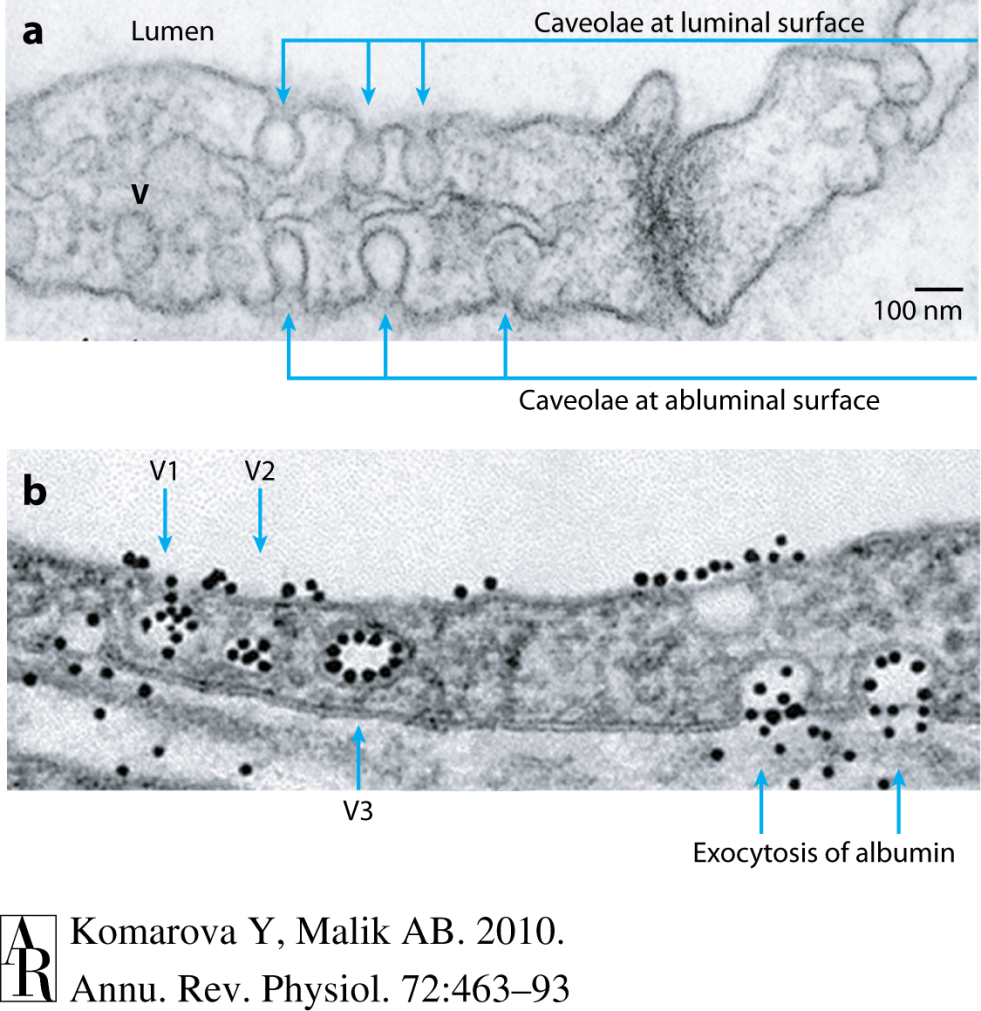 a
Lumen
Caveolae at luminal surface
V
100 nm
Caveolae at abluminal surface
b
V1
V2
V3
Exocytosis of albumin
AR
Komarova Y, Malik AB. 2010.
Annu. Rev. Physiol. 72:463–93